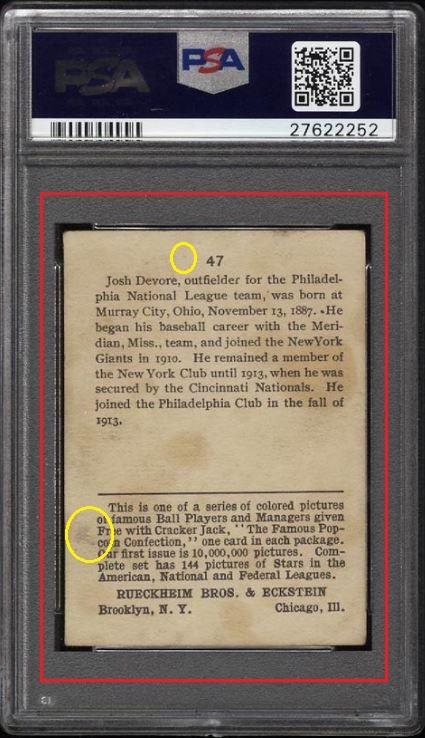 PSA
PSA
27622252
47
Josh Devore, outfielder for the Philadel-
phia National League team, was born at
Murray City, Ohio, November 13, 1887. He
began his baseball career with the Meri-
dian, Miss., team, and joined the NewYork
Giants in 1910. He remained a member of
the New York Club until 1913, when he was
secured by the Cincinnati Nationals. He
joined the Philadelphia Club in the fall of
1913.
This is one of a series of colored pictures
of famous Ball Players and Managers given
Free with Cracker Jack, "The Famous Pop-
corn Confection," one card in each package.
Our first issue is 10,000,000 pictures. Com-
plete set has 144 pictures of Stars in the
American, National and Federal Leagues.
RUECKHEIM BROS. & ECKSTEIN
Brooklyn, N. Y. Chicago, Ill.